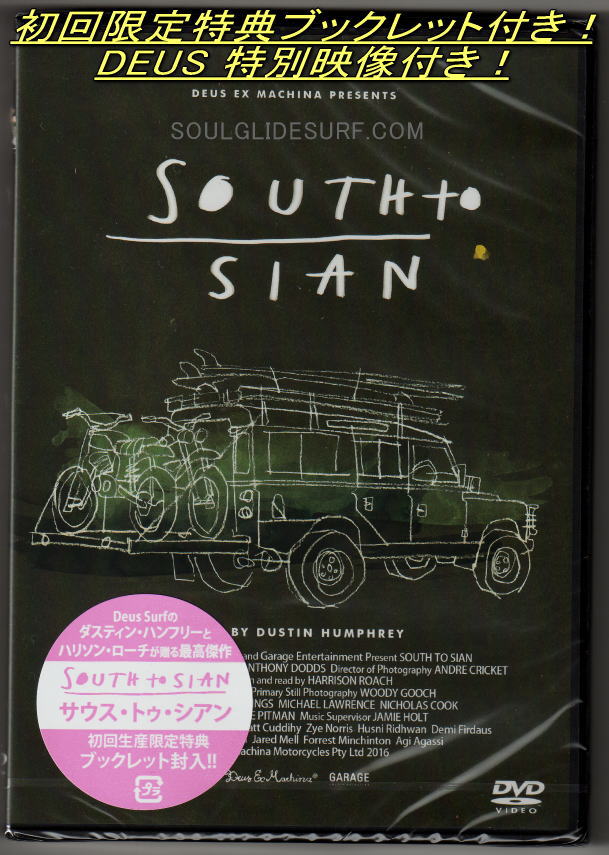 初回限定特典ブックレット付き！
DEUS 特別映像付き！
DEUS EX MACHINA PRESENTS
SOULGLIDESURF.COM
SOUTH to
SIAN
BY DUSTIN HUMPHREY
and Garage Entertainment Present SOUTH TO SIAN
NTHONY DODDS Director of Photography ANDRE CRICKET
and read by HARRISON ROACH
Primary Still Photography WOODY GOOCH
NGS MICHAEL LAWRENCE NICHOLAS COOK
E PITMAN Music Supervisor JAMIE HOLT
att Cuddihy Zye Norris Husni Ridhwan Demi Firdaus
Jared Mell Forrest Minchinton Agi Agassi
achina Motorcycles Pty Ltd 2016
Deus Surfの
ダスティン・ハンフリーと
ハリソン・ローチが贈る最高傑作
SOUTH to SIAN
サウス・トゥ・シアン
初回生産限定特典
ブックレット封入!!
プラ
Deus Ex Machina®
GARAGE
DVD
VIDEO